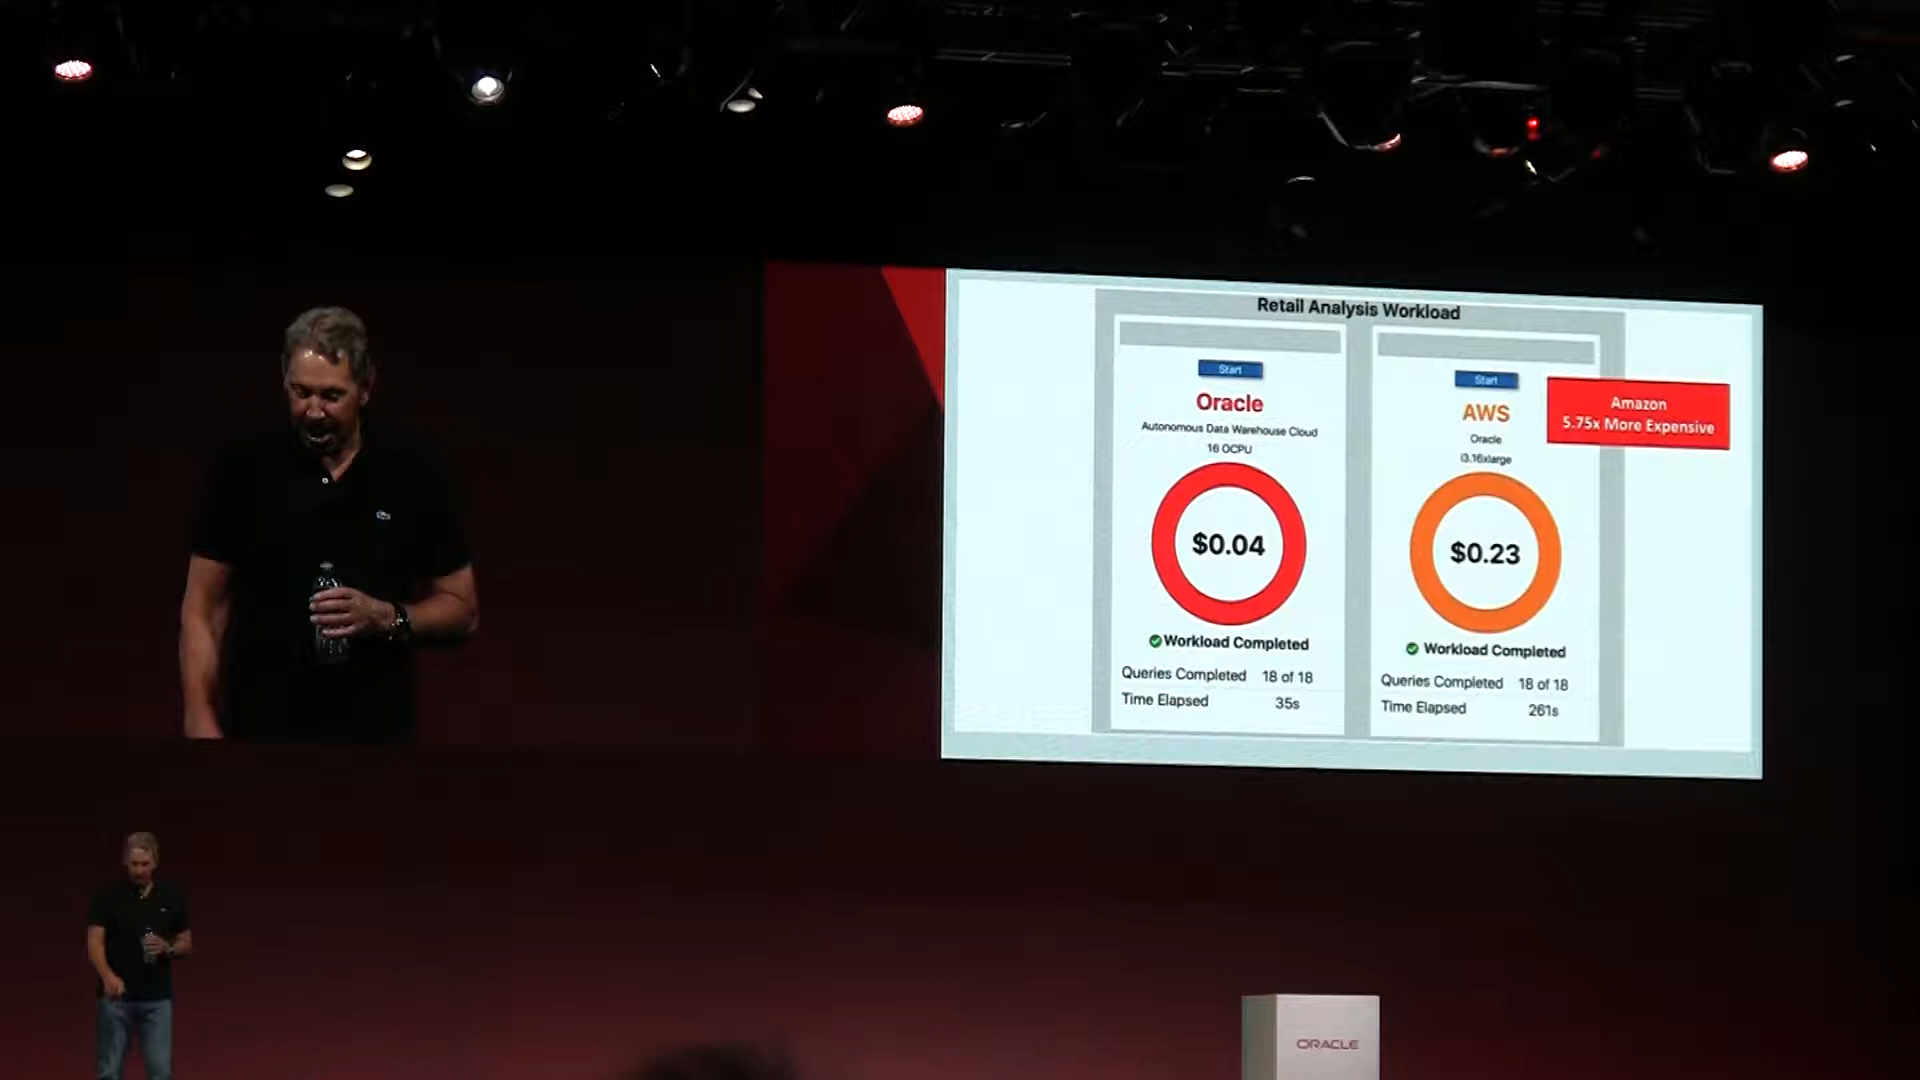 Retail Analysis Workload
Start
Oracle
Autonomous Data Warehouse Cloud
16 OCPU
$0.04
Workload Completed
Queries Completed 18 of 18
Time Elapsed 35s
Start
AWS
Oracle
i3.16xlarge
$0.23
Workload Completed
Queries Completed 18 of 18
Time Elapsed 261s
Amazon
5.75x More Expensive
ORACLE